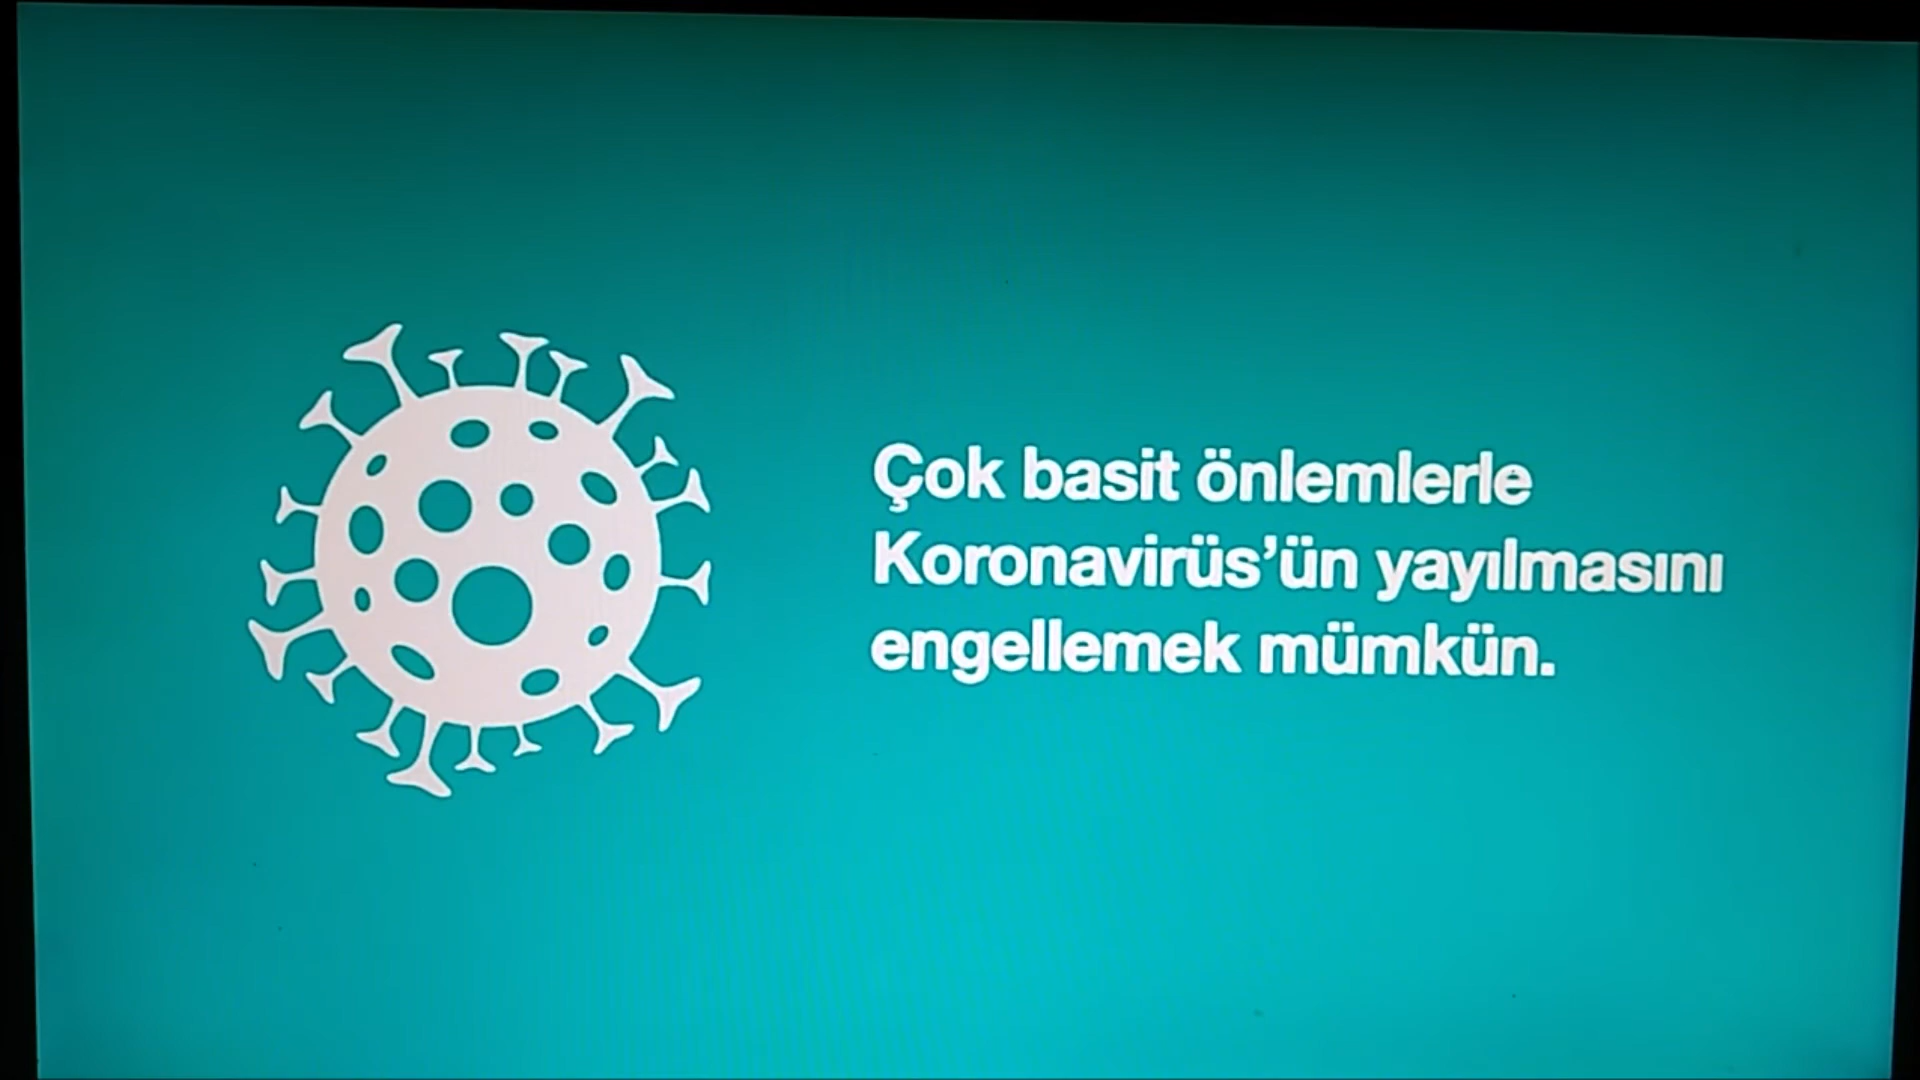 Çok basit önlemlerle
Koronavirüs’ün yayılmasını
engellemek mümkün.